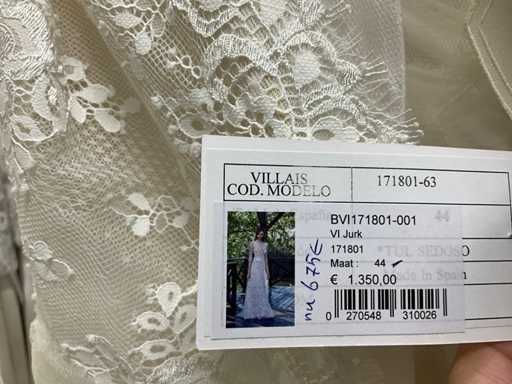 VILLAIS
COD. MODELO
171801-63
44
BVI171801-001
VI Jurk
171801
Maat: 44
€ 1.350,00
nu 675€
*TUL SEDOSO
Made in Spain
0 270548 310026